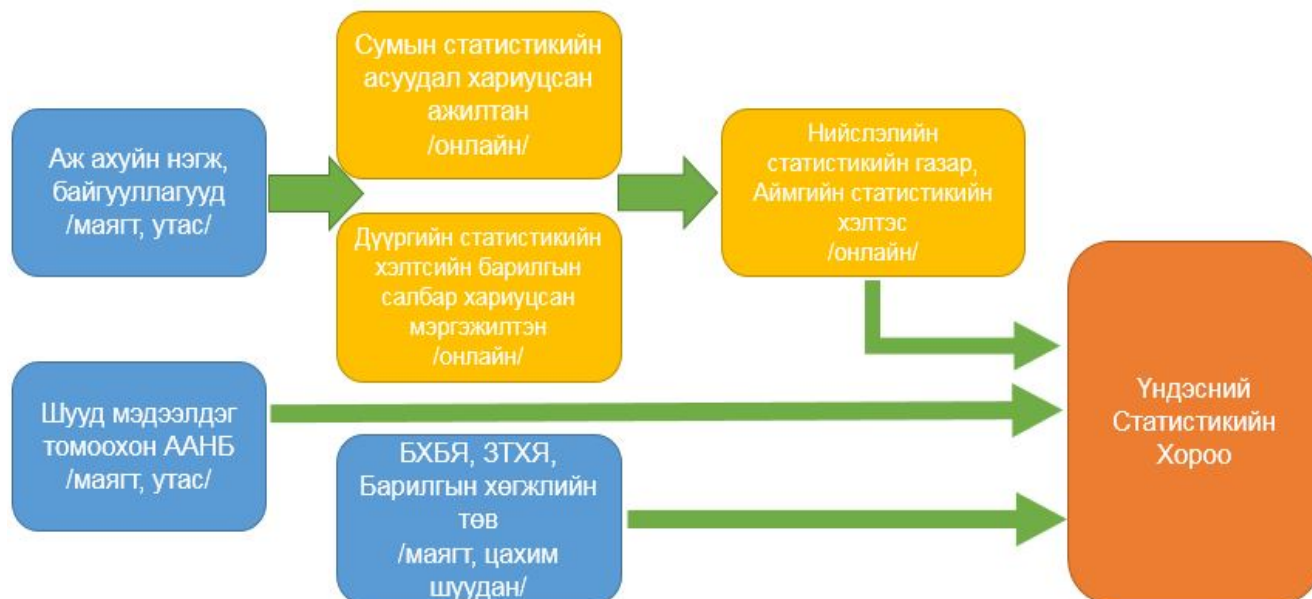 Аж ахуйн нэгж,
байгууллагууд
/маягт, утас/
Сумын статистикийн
асуудал хариуцсан
ажилтан
/онлайн/
Дүүргийн статистикийн
хэлтсийн барилгын
салбар хариуцсан
мэргэжилтэн
/онлайн/
Нийслэлийн
статистикийн газар,
Аймгийн статистикийн
хэлтэс
/онлайн/
Шууд мэдээлдэг
томоохон ААНБ
/маягт, утас/
БХБЯ, ЗТХЯ,
Барилгын хөгжлийн
төв
/маягт, цахим
шуудан/
Үндэсний
Статистикийн
Хороо